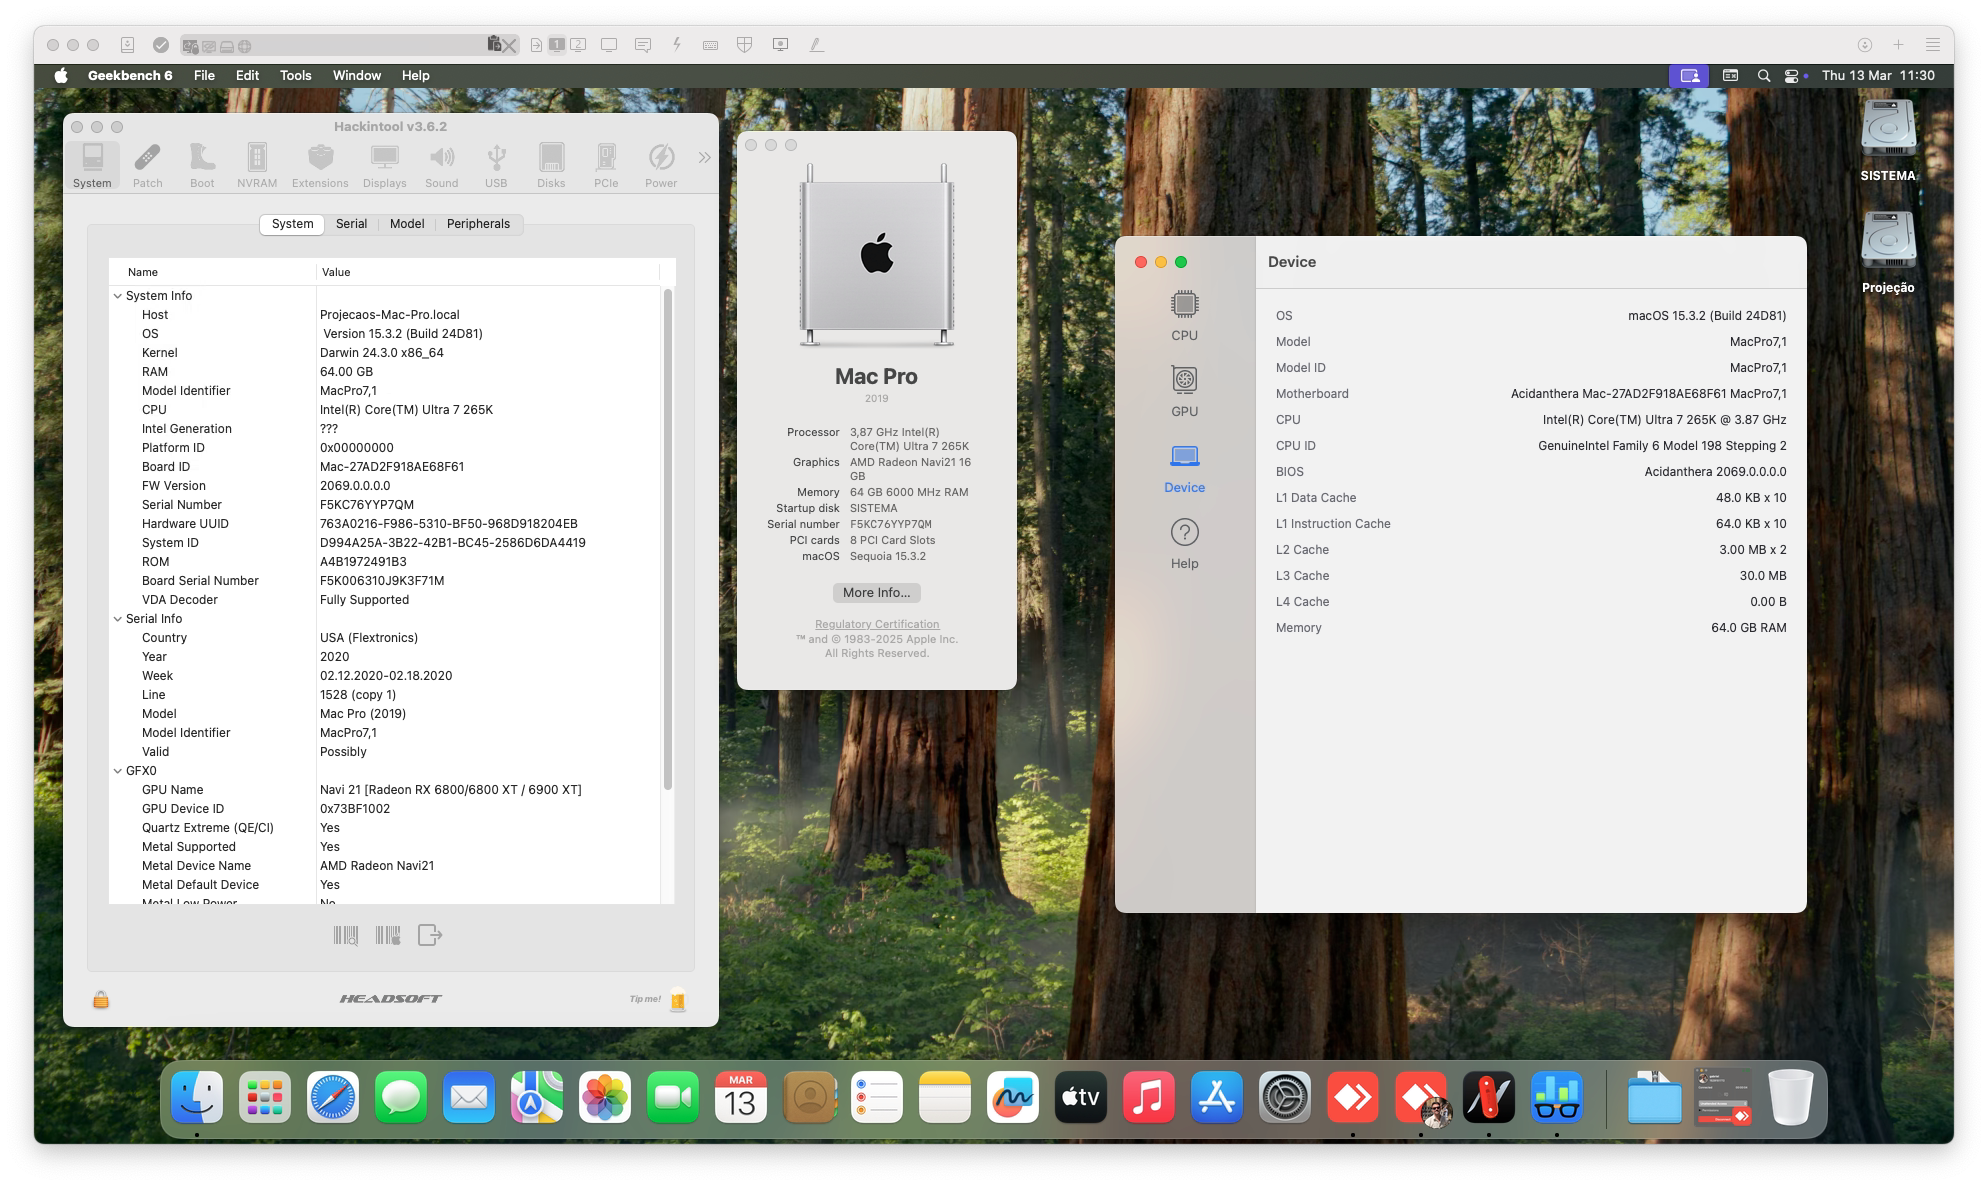 1 2
Geekbench 6 File Edit Tools Window Help Thu 13 Mar 11:30
Hackintool v3.6.2
System Patch Boot NVRAM Extensions Displays Sound USB Disks PCIe Power
System Serial Model Peripherals
Name Value
System Info
Host Projecaos-Mac-Pro.local
OS Version 15.3.2 (Build 24D81)
Kernel Darwin 24.3.0 x86_64
RAM 64.00 GB
Model Identifier MacPro7,1
CPU Intel(R) Core(TM) Ultra 7 265K
Intel Generation ???
Platform ID 0x00000000
Board ID Mac-27AD2F918AE68F61
FW Version 2069.0.0.0.0
Serial Number F5KC76YYP7QM
Hardware UUID 763A0216-F986-5310-BF50-968D918204EB
System ID D994A25A-3B22-42B1-BC45-2586D6DA4419
ROM A4B1972491B3
Board Serial Number F5K006310J9K3F71M
VDA Decoder Fully Supported
Serial Info
Country USA (Flextronics)
Year 2020
Week 02.12.2020-02.18.2020
Line 1528 (copy 1)
Model Mac Pro (2019)
Model Identifier MacPro7,1
Valid Possibly
GFX0
GPU Name Navi 21 [Radeon RX 6800/6800 XT / 6900 XT]
GPU Device ID 0x73BF1002
Quartz Extreme (QE/CI) Yes
Metal Supported Yes
Metal Device Name AMD Radeon Navi21
Metal Default Device Yes
Metal Low Power No
HEADSOFT
Tip me!
Mac Pro
2019
Processor 3,87 GHz Intel(R)
Core(TM) Ultra 7 265K
Graphics AMD Radeon Navi21 16
GB
Memory 64 GB 6000 MHz RAM
Startup disk SISTEMA
Serial number F5KC76YYP7QM
PCI cards 8 PCI Card Slots
macOS Sequoia 15.3.2
More Info...
Regulatory Certification
™ and © 1983-2025 Apple Inc.
All Rights Reserved.
CPU
GPU
Device
Help
Device
OS macOS 15.3.2 (Build 24D81)
Model MacPro7,1
Model ID MacPro7,1
Motherboard Acidanthera Mac-27AD2F918AE68F61 MacPro7,1
CPU Intel(R) Core(TM) Ultra 7 265K @ 3.87 GHz
CPU ID GenuineIntel Family 6 Model 198 Stepping 2
BIOS Acidanthera 2069.0.0.0.0
L1 Data Cache 48.0 KB x 10
L1 Instruction Cache 64.0 KB x 10
L2 Cache 3.00 MB x 2
L3 Cache 30.0 MB
L4 Cache 0.00 B
Memory 64.0 GB RAM
SISTEMA
Projeção
MAR
13
tv